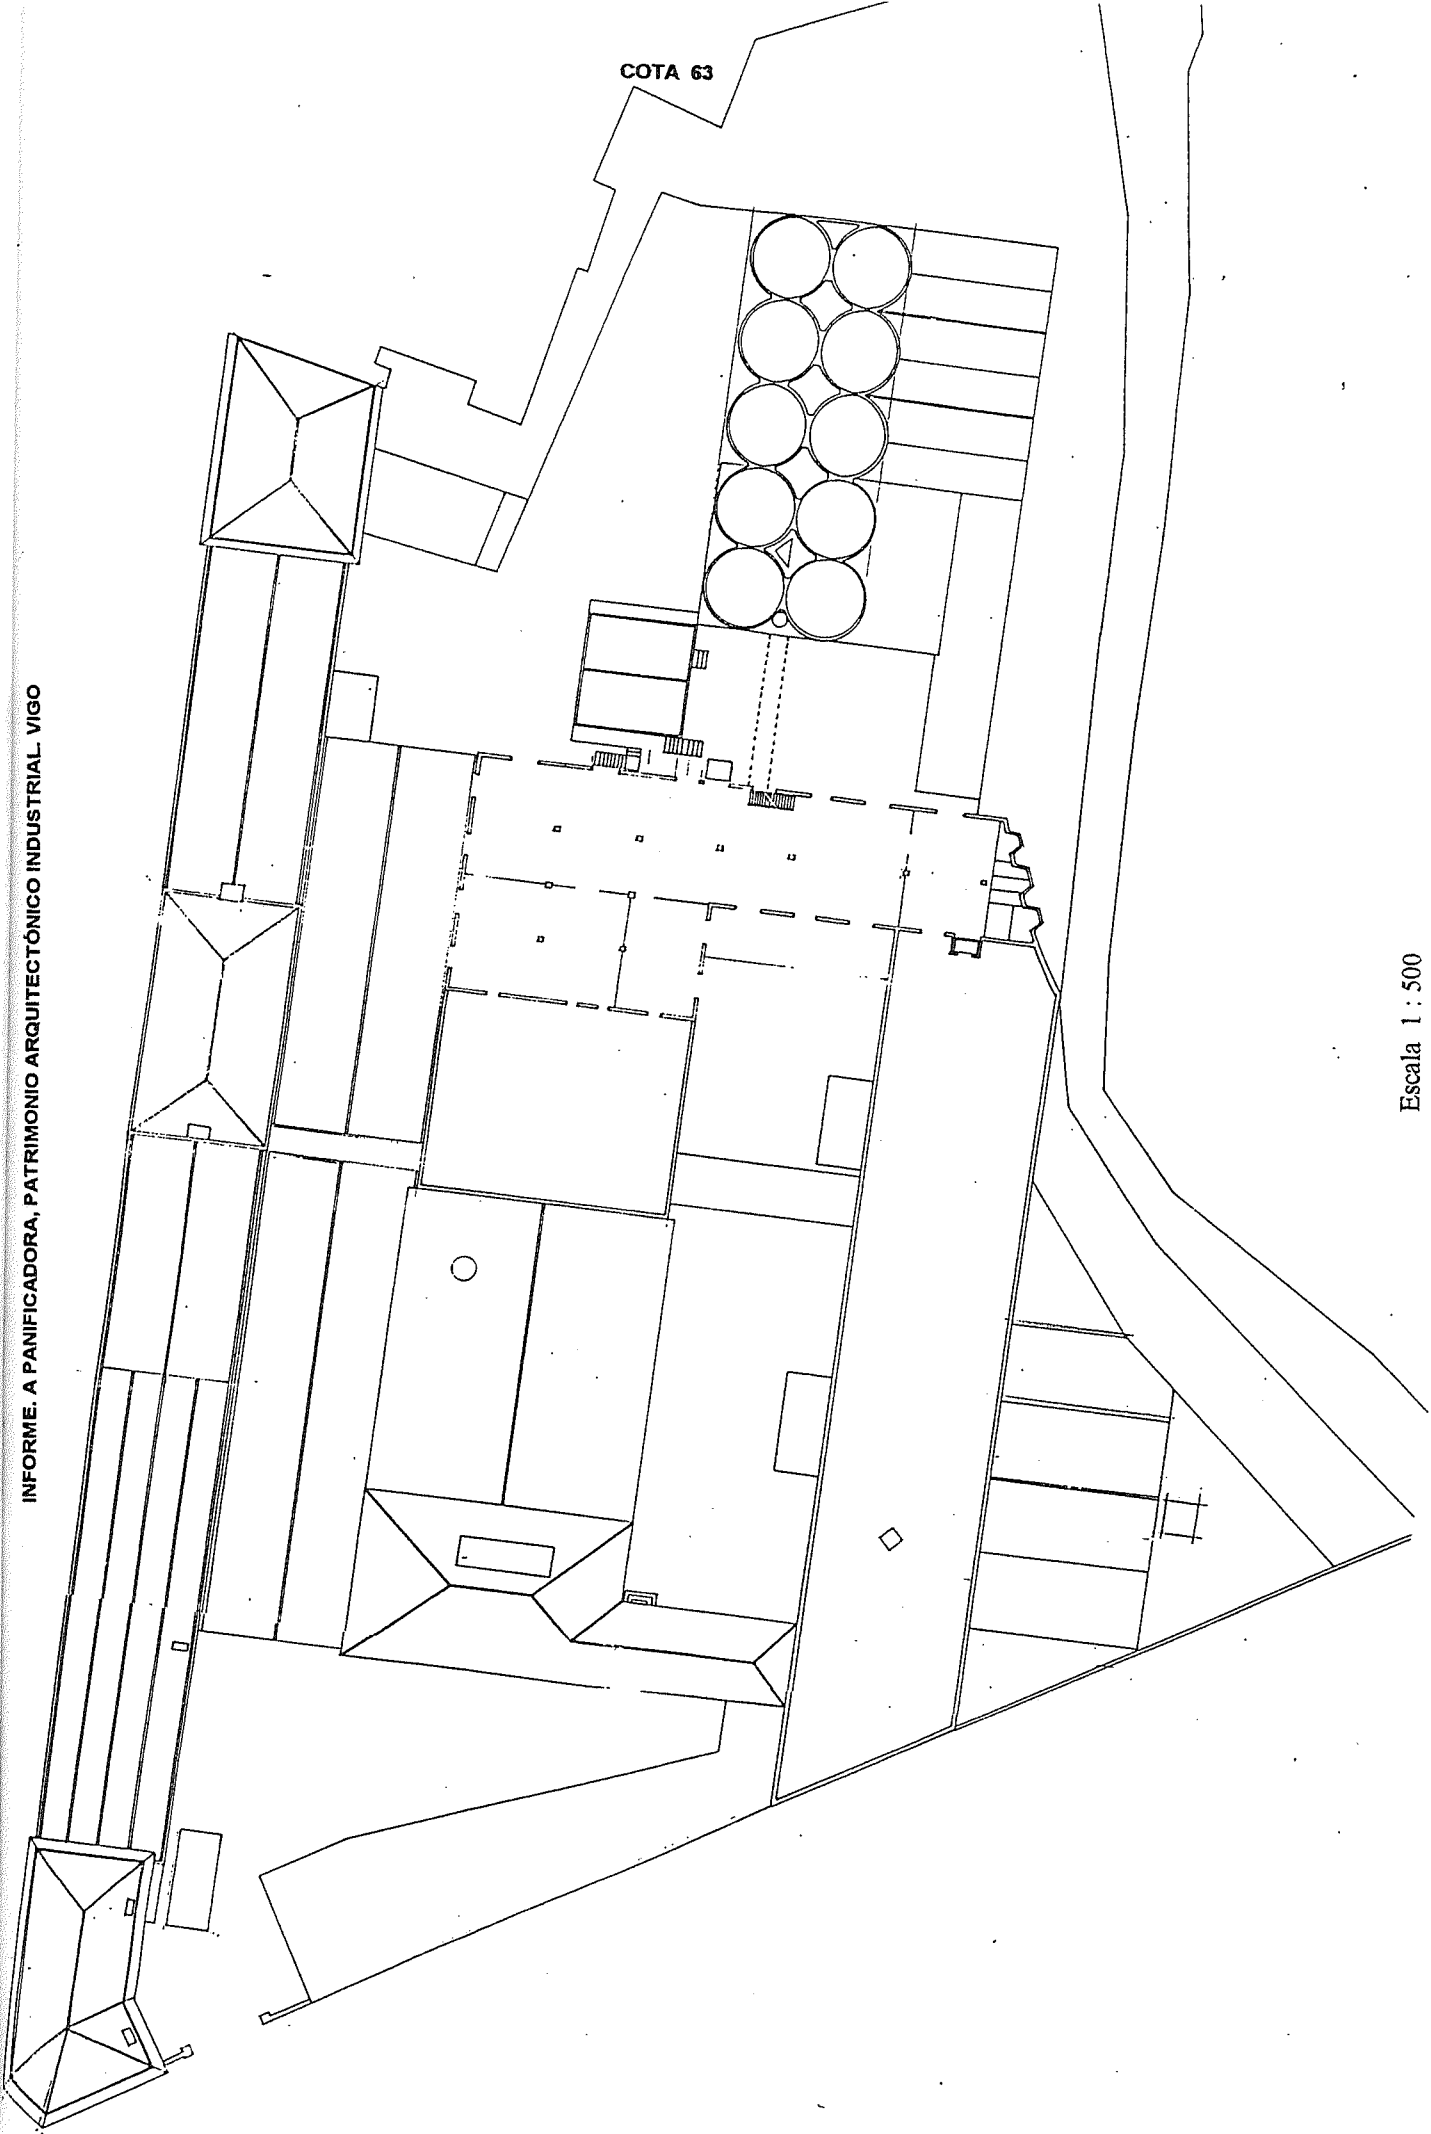 INFORME. A PANIFICADORA, PATRIMONIO ARQUITECTÓNICO INDUSTRIAL. VIGO
COTA 63
Escala 1 : 500